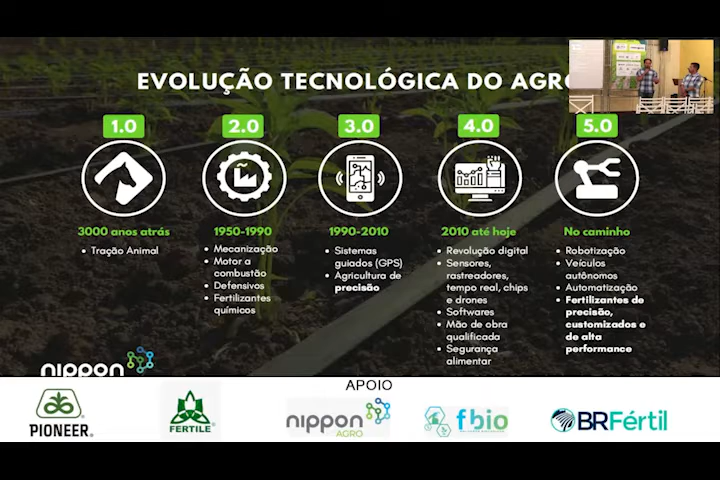 EVOLUÇÃO TECNOLÓGICA DO AGRO
1.0
3000 anos atrás
• Tração Animal
2.0
1950-1990
• Mecanização
• Motor a
combustão
• Defensivos
• Fertilizantes
químicos
3.0
1990-2010
• Sistemas
guiados (GPS)
• Agricultura de
precisão
4.0
2010 até hoje
• Revolução digital
• Sensores,
rastreadores,
tempo real, chips
e drones
• Softwares
• Mão de obra
qualificada
• Segurança
alimentar
5.0
No caminho
• Robotização
• Veículos
autônomos
• Automatização
• Fertilizantes de
precisão,
customizados e
de alta
performance
nippon
APOIO
PIONEER®
FERTILE
nippon
AGRO
fbio
BRFértil